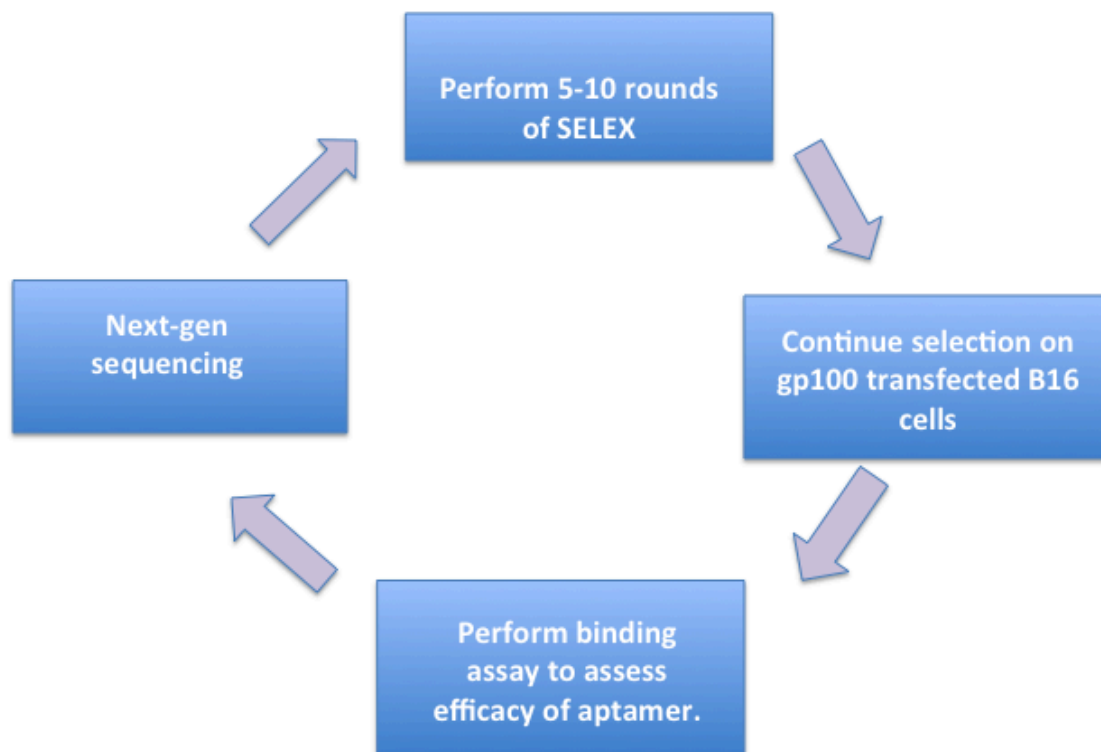 Perform 5-10 rounds
of SELEX
Continue selection on
gp100 transfected B16
cells
Perform binding
assay to assess
efficacy of aptamer.
Next-gen
sequencing